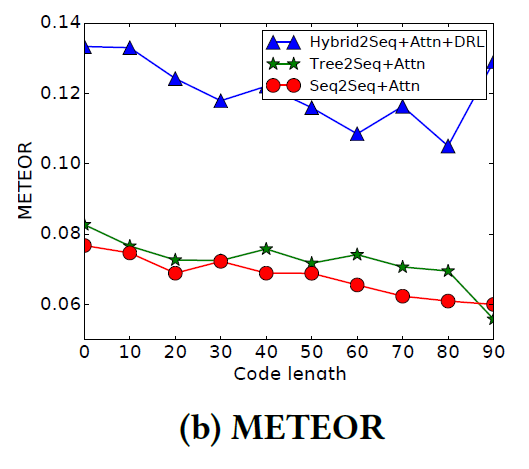 0.14
Hybrid2Seq+Attn+DRL
Tree2Seq+Attn
Seq2Seq+Attn
0.12
0.10
0.08
0.06
METEOR
0 10 20 30 40 50 60 70 80 90
Code lenath
(b) METEOR